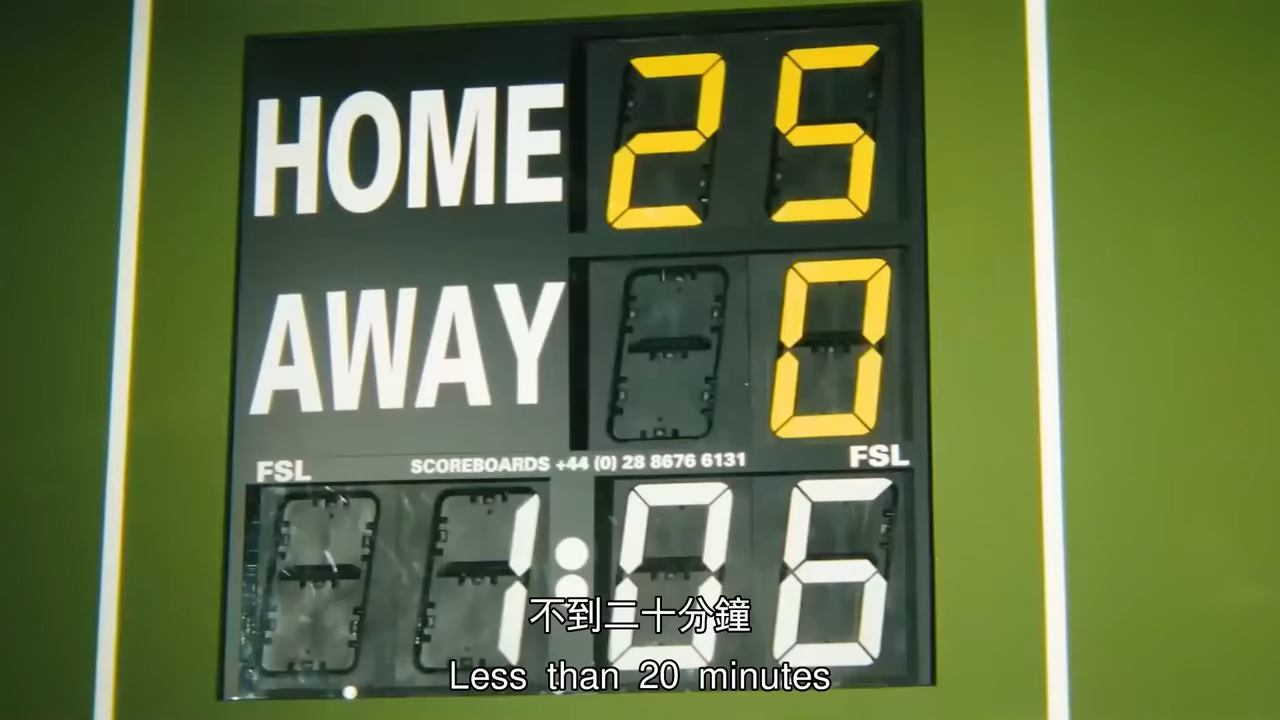 HOME 25
AWAY 0
FSL SCOREBOARDS +44 (0) 28 8676 6131 FSL
1:06
不到二十分鐘
Less than 20 minutes